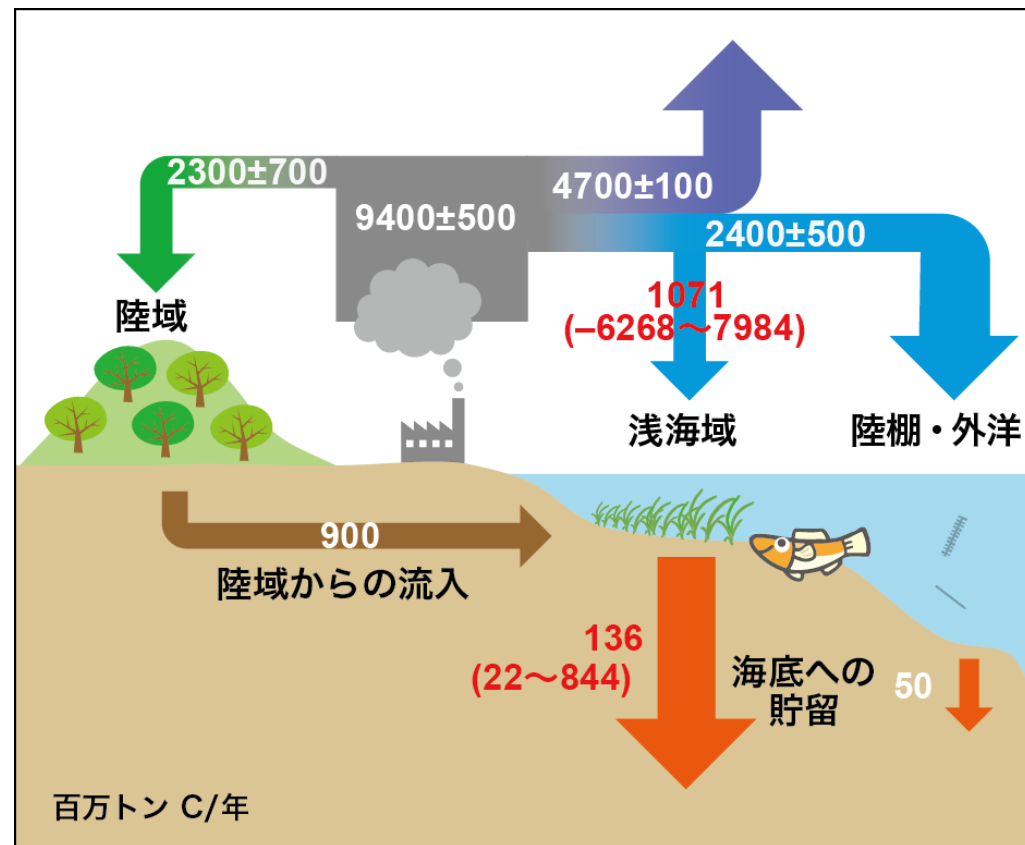 2300±700
9400±500
4700±100
2400±500
1071
(–6268〜7984)
陸域
浅海域
陸棚・外洋
900
陸域からの流入
136
(22〜844)
海底への
貯留
50
百万トン C/年